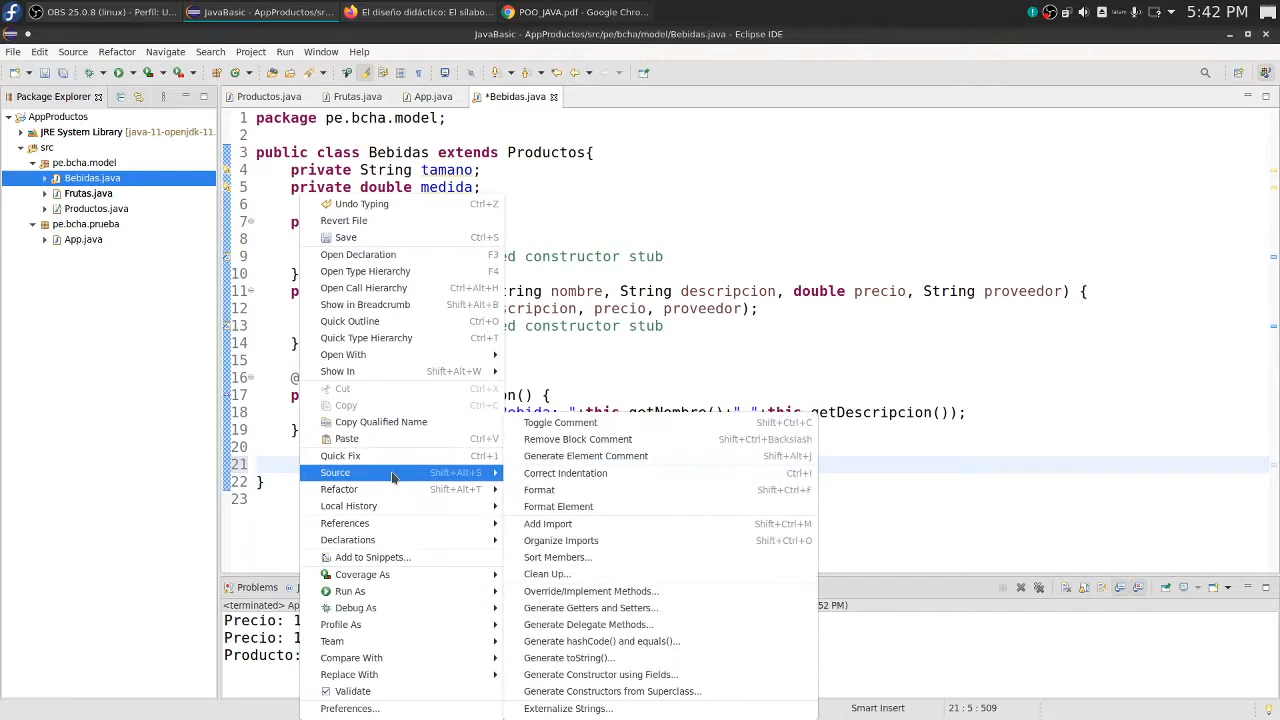 OBS 25.0.8 (linux) - Perfil: U...
JavaBasic - AppProductos/src...
El diseño didáctico: El sílabo...
POO_JAVA.pdf - Google Chro...
5:42 PM
JavaBasic - AppProductos/src/pe/bcha/model/Bebidas.java - Eclipse IDE
File Edit Source Refactor Navigate Search Project Run Window Help
Package Explorer
Productos.java
Frutas.java
App.java
*Bebidas.java
AppProductos
JRE System Library [java-11-openjdk-11.
src
pe.bcha.model
Bebidas.java
Frutas.java
Productos.java
pe.bcha.prueba
App.java
1 package pe.bcha.model;
2
3 public class Bebidas extends Productos{
4 private String tamano;
5 private double medida;
6
7 p
8
9 ed constructor stub
10 }
11 p tring nombre, String descripcion, double precio, String proveedor) {
12 scripcion, precio, proveedor);
13 ed constructor stub
14 }
15
16 @
17 p on() {
18 Bebida: "+this.getNombre()+" "+this.getDescripcion());
19 }
20
21
22 }
23
Undo Typing Ctrl+Z
Revert File
Save Ctrl+S
Open Declaration F3
Open Type Hierarchy F4
Open Call Hierarchy Ctrl+Alt+H
Show in Breadcrumb Shift+Alt+B
Quick Outline Ctrl+O
Quick Type Hierarchy Ctrl+T
Open With
Show In Shift+Alt+W
Cut Ctrl+X
Copy Ctrl+C
Copy Qualified Name
Paste Ctrl+V
Quick Fix Ctrl+1
Source Shift+Alt+S
Refactor Shift+Alt+T
Local History
References
Declarations
Add to Snippets...
Coverage As
Run As
Debug As
Profile As
Team
Compare With
Replace With
Validate
Preferences...
Toggle Comment Shift+Ctrl+C
Remove Block Comment Shift+Ctrl+Backslash
Generate Element Comment Shift+Alt+J
Correct Indentation Ctrl+I
Format Shift+Ctrl+F
Format Element
Add Import Shift+Ctrl+M
Organize Imports Shift+Ctrl+O
Sort Members...
Clean Up...
Override/Implement Methods...
Generate Getters and Setters...
Generate Delegate Methods...
Generate hashCode() and equals()...
Generate toString()...
Generate Constructor using Fields...
Generate Constructors from Superclass...
Externalize Strings...
Problems
<terminated> Ap
52 PM)
Precio: 1
Precio: 1
Producto:
Smart Insert
21 : 5 : 509